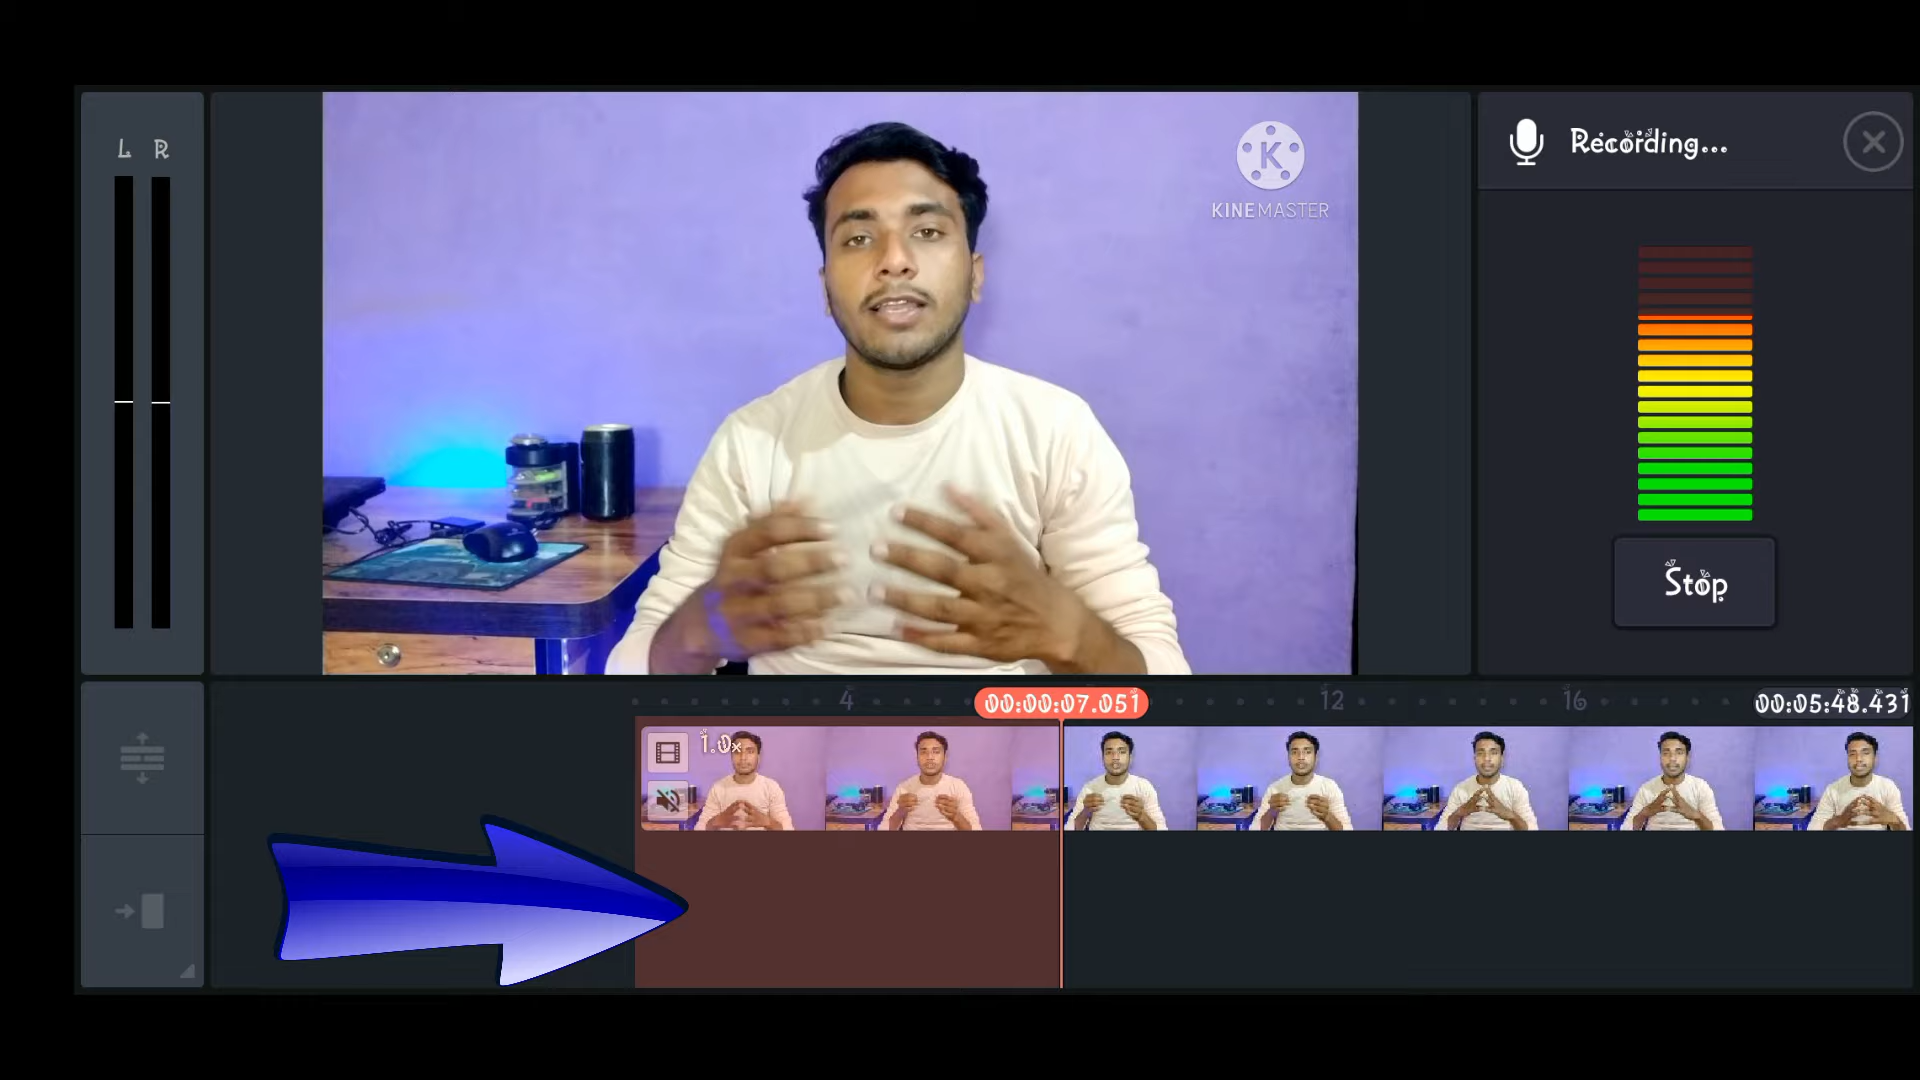 L R
K
KINEMASTER
Recording...
Stop
4
00:00:07.051
12
16
00:05:48.431
1.0x